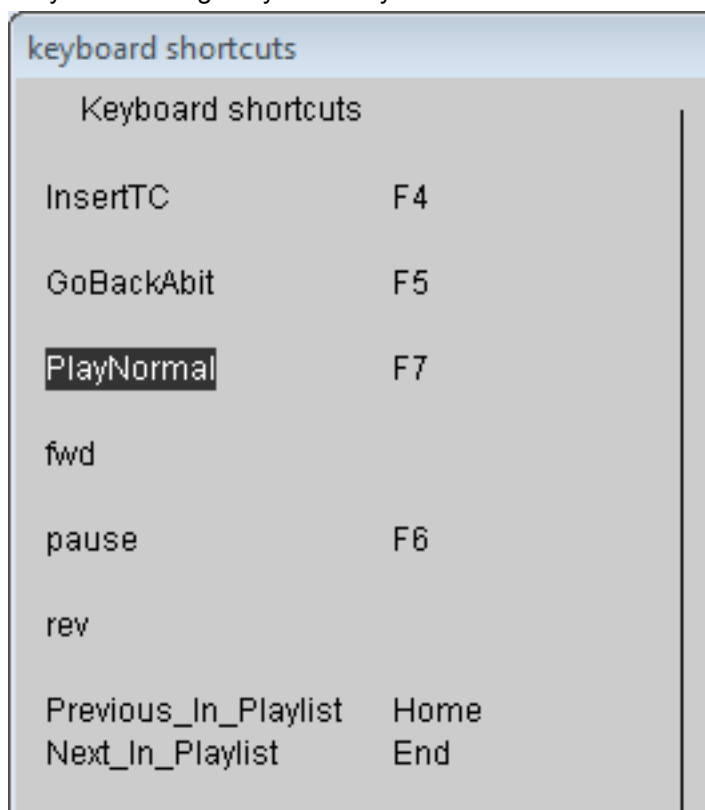 keyboard shortcuts
Keyboard shortcuts
InsertTC F4
GoBackAbit F5
PlayNormal F7
fwd
pause F6
rev
Previous_In_Playlist Home
Next_In_Playlist End